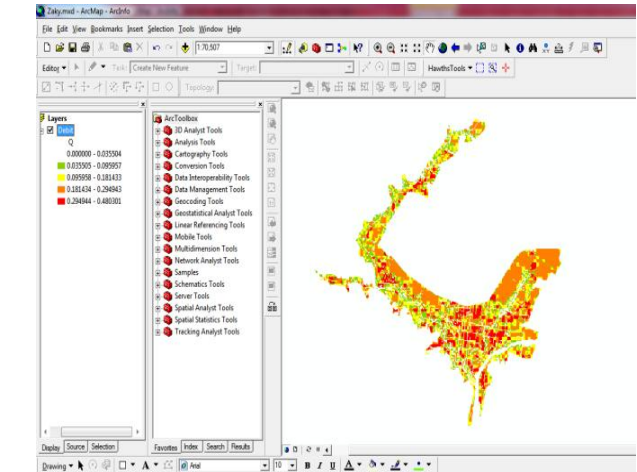 Zaky.mxd - ArcMap - ArcInfo
File Edit View Bookmarks Insert Selection Tools Window Help
1:70,507
Editor Task: Create New Feature Target: HawthsTools
Topology
Layers
Debit
Q
0.000000 - 0.035504
0.035505 - 0.095957
0.095958 - 0.181433
0.181434 - 0.294943
0.294944 - 0.480301
ArcToolbox
3D Analyst Tools
Analysis Tools
Cartography Tools
Conversion Tools
Data Interoperability Tools
Data Management Tools
Geocoding Tools
Geostatistical Analyst Tools
Linear Referencing Tools
Mobile Tools
Multidimension Tools
Network Analyst Tools
Samples
Schematics Tools
Server Tools
Spatial Analyst Tools
Spatial Statistics Tools
Tracking Analyst Tools
Display Source Selection
Favorites Index Search Results
Drawing A Arial 10 B I U A